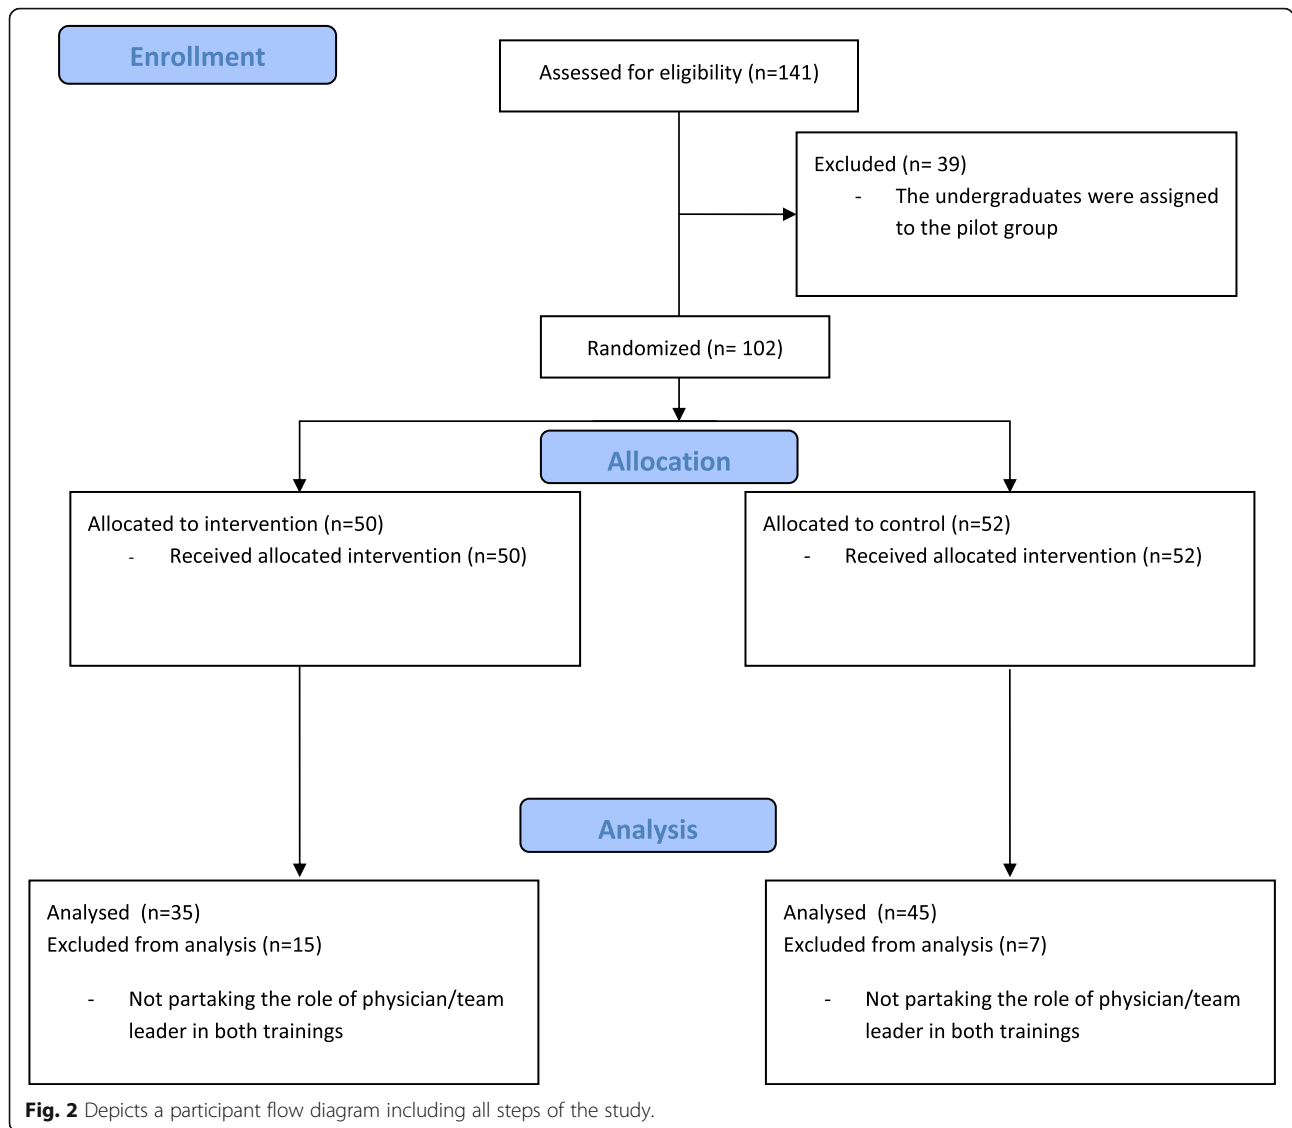 Enrollment
Assessed for eligibility (n=141)
Excluded (n= 39)
- The undergraduates were assigned
to the pilot group
Randomized (n= 102)
Allocation
Allocated to intervention (n=50)
- Received allocated intervention (n=50)
Allocated to control (n=52)
- Received allocated intervention (n=52)
Analysis
Analysed (n=35)
Excluded from analysis (n=15)
- Not partaking the role of physician/team
leader in both trainings
Analysed (n=45)
Excluded from analysis (n=7)
- Not partaking the role of physician/team
leader in both trainings
Fig. 2 Depicts a participant flow diagram including all steps of the study.